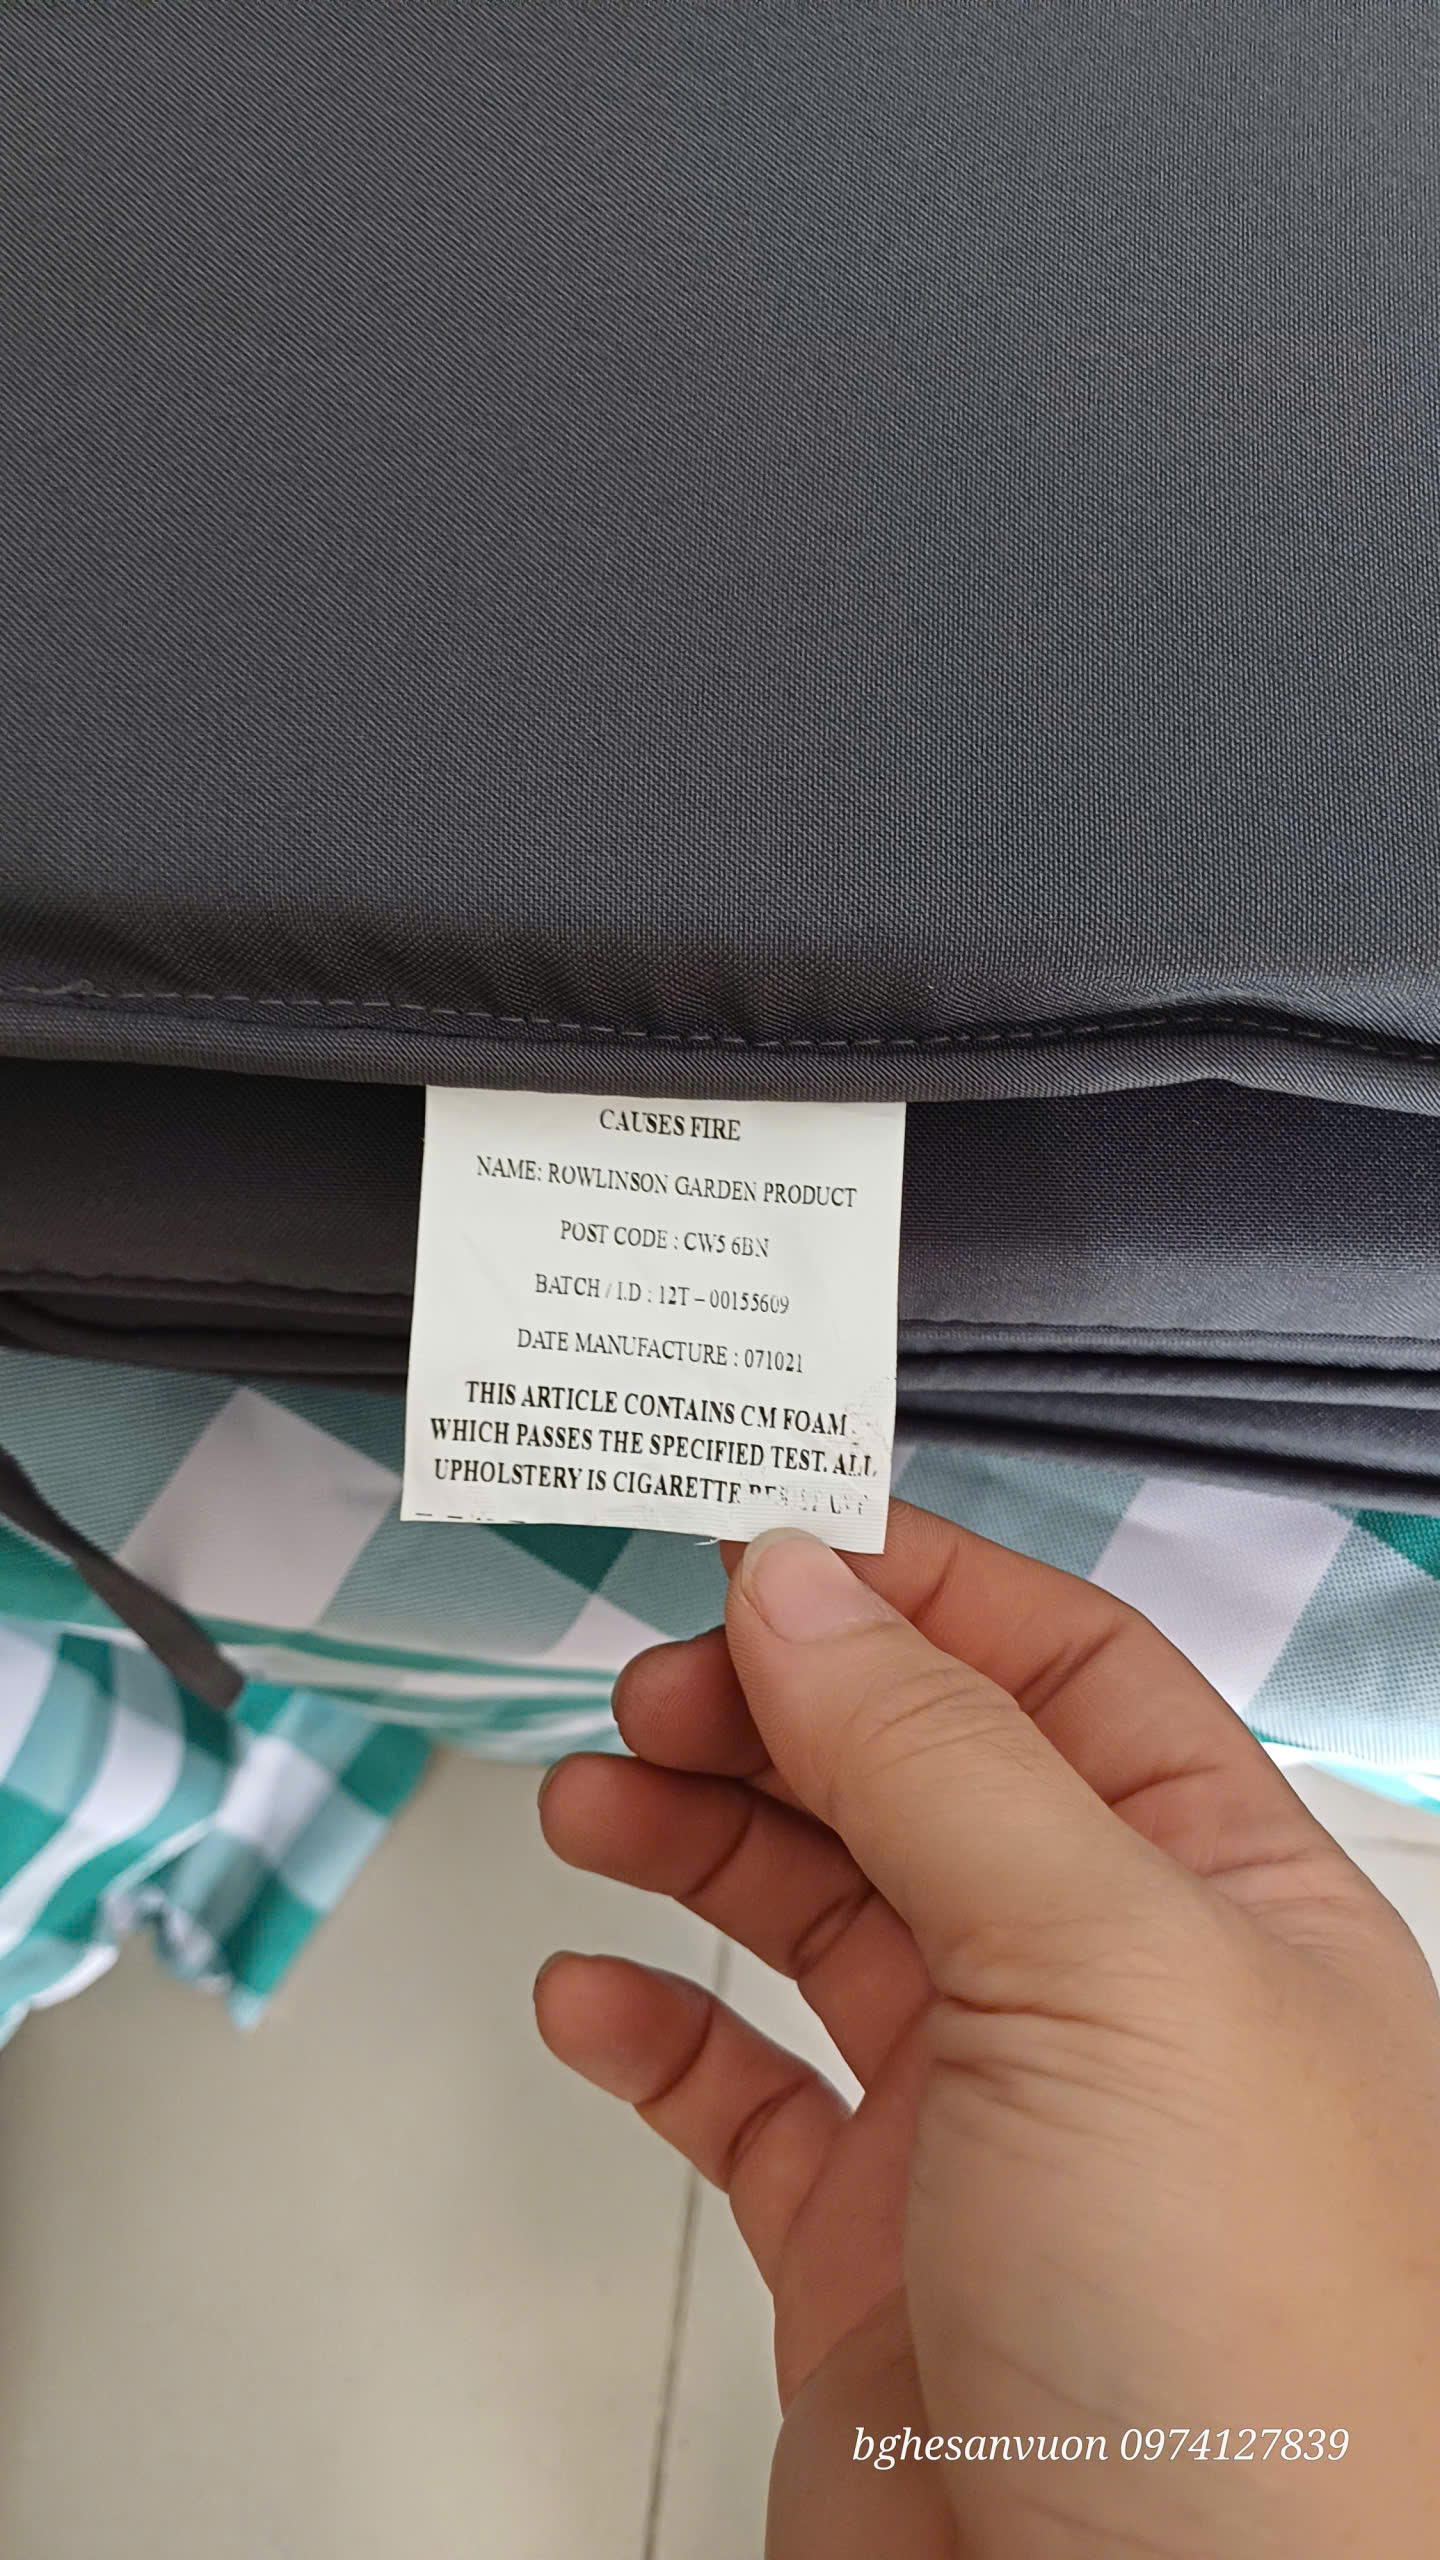 CAUSES FIRE
NAME: ROWLINSON GARDEN PRODUCT
POST CODE : CW5 6BN
BATCH / I.D : 12T – 00155609
DATE MANUFACTURE : 071021
THIS ARTICLE CONTAINS CM FOAM
WHICH PASSES THE SPECIFIED TEST. ALL
UPHOLSTERY IS CIGARETTE
bghesanvuon 0974127839